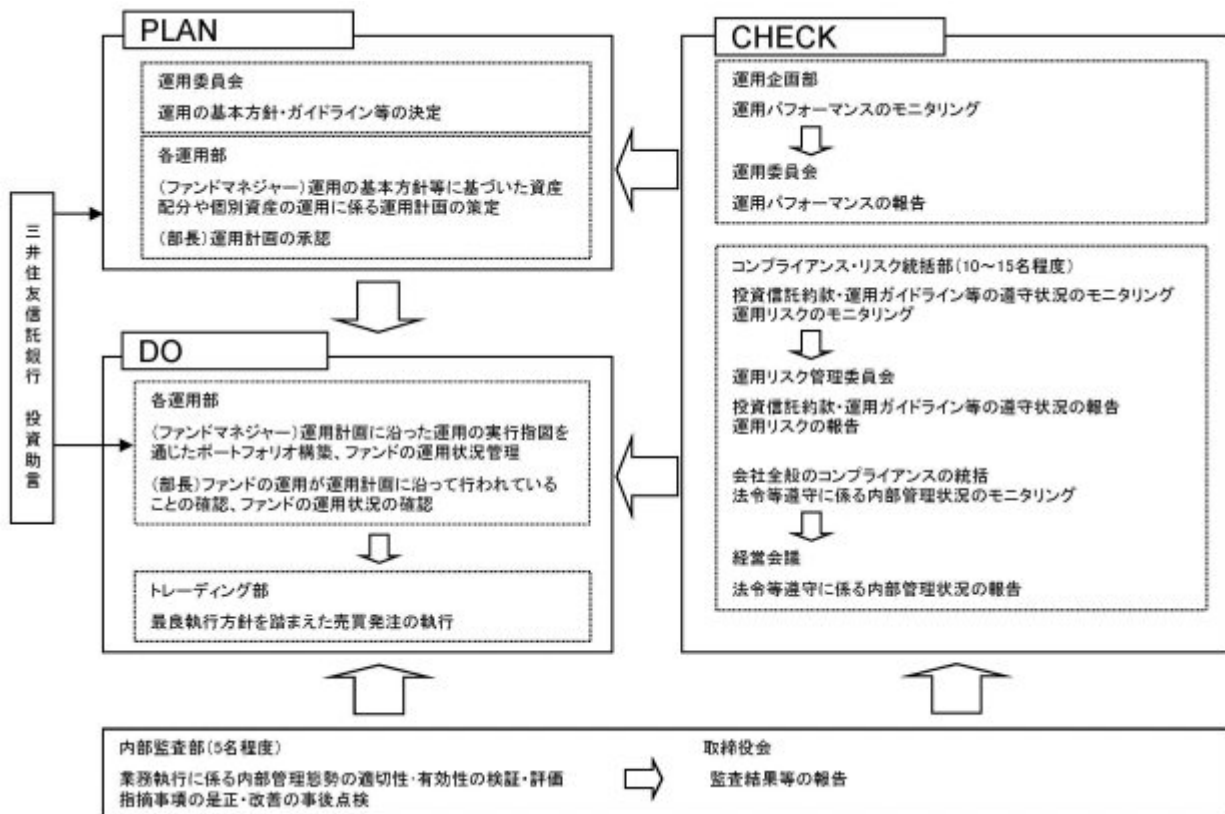 PLAN
運用委員会
運用の基本方針・ガイドライン等の決定
各運用部
(ファンドマネジャー)運用の基本方針等に基づいた資産
配分や個別資産の運用に係る運用計画の策定
(部長)運用計画の承認
三井住友信託銀行 投資助言
DO
各運用部
(ファンドマネジャー)運用計画に沿った運用の実行指図を
通じたポートフォリオ構築、ファンドの運用状況管理
(部長)ファンドの運用が運用計画に沿って行われている
ことの確認、ファンドの運用状況の確認
トレーディング部
最良執行方針を踏まえた売買発注の執行
CHECK
運用企画部
運用パフォーマンスのモニタリング
運用委員会
運用パフォーマンスの報告
コンプライアンス・リスク統括部(10~15名程度)
投資信託約款・運用ガイドライン等の遵守状況のモニタリング
運用リスクのモニタリング
運用リスク管理委員会
投資信託約款・運用ガイドライン等の遵守状況の報告
運用リスクの報告
会社全般のコンプライアンスの統括
法令等遵守に係る内部管理状況のモニタリング
経営会議
法令等遵守に係る内部管理状況の報告
内部監査部(5名程度)
業務執行に係る内部管理態勢の適切性・有効性の検証・評価
指摘事項の是正・改善の事後点検
取締役会
監査結果等の報告